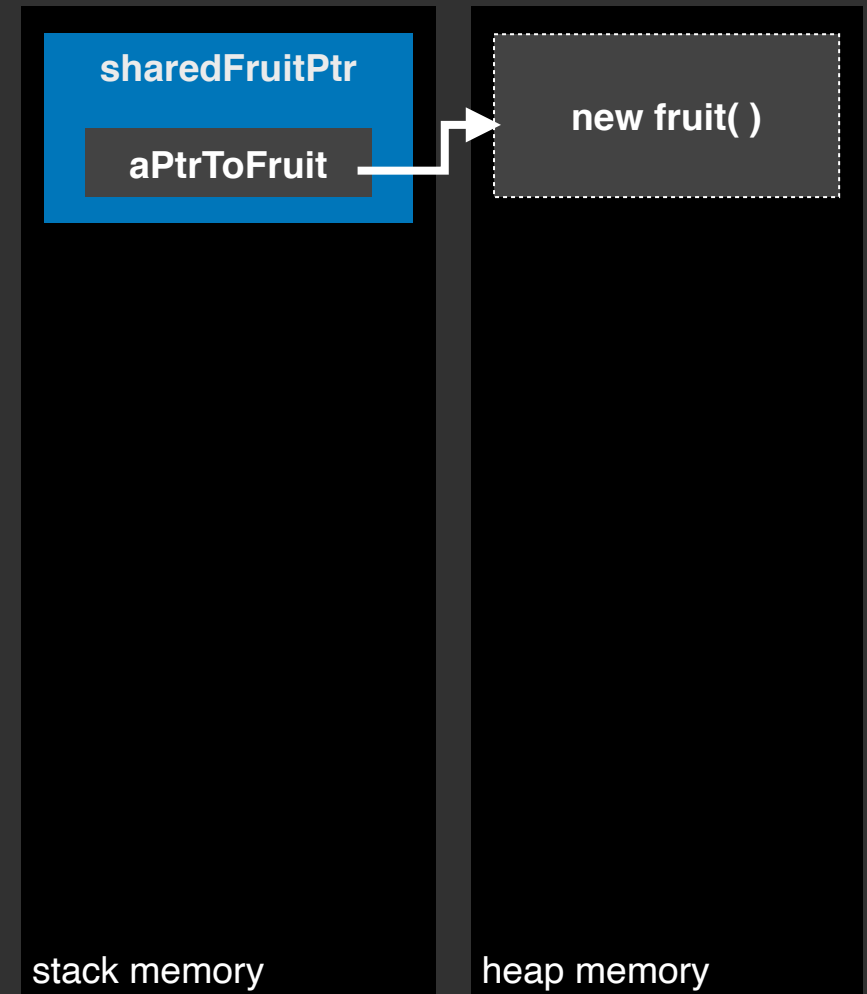 sharedFruitPtr
aPtrToFruit
new fruit( )
stack memory
heap memory